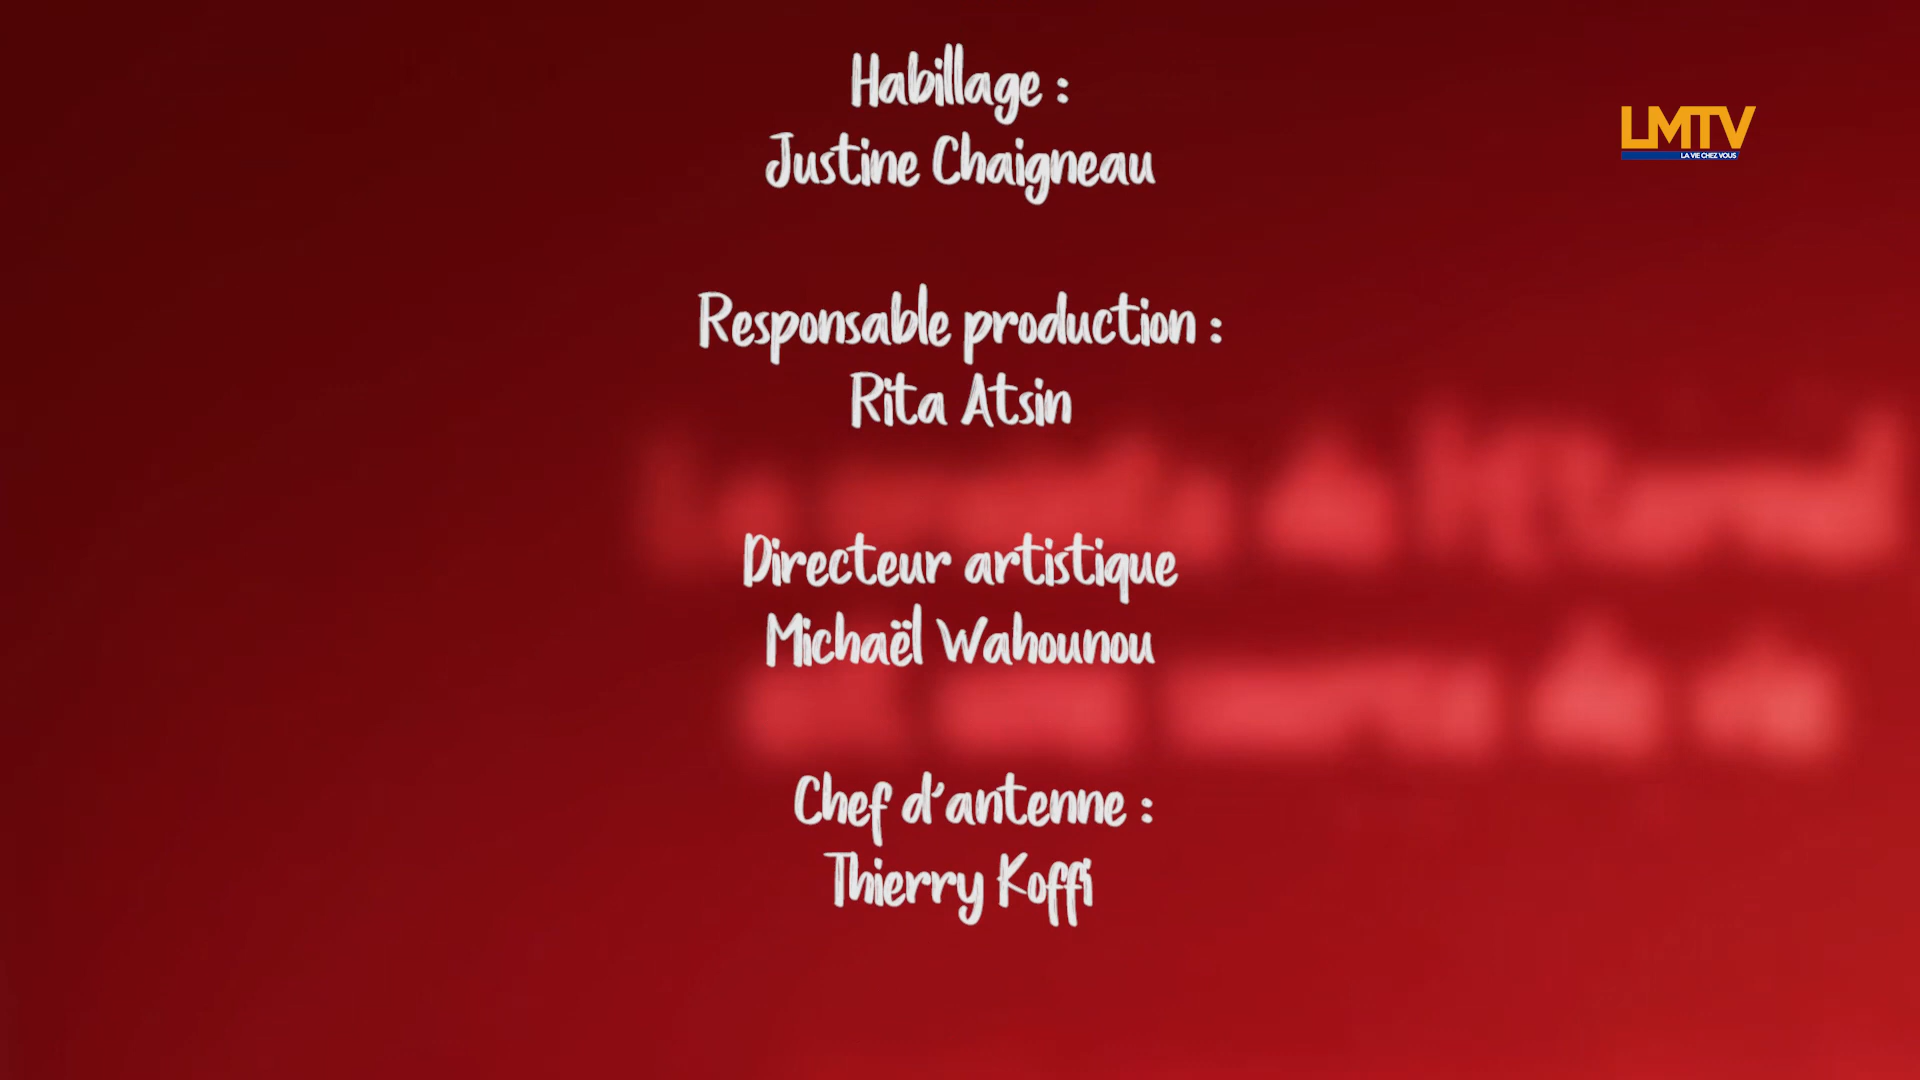 Habillage :
Justine Chaigneau
LMTV
LA VIE CHEZ VOUS
Responsable production :
Rita Atsin
Directeur artistique
Michaël Wahounou
Chef d'antenne :
Thierry Koffi